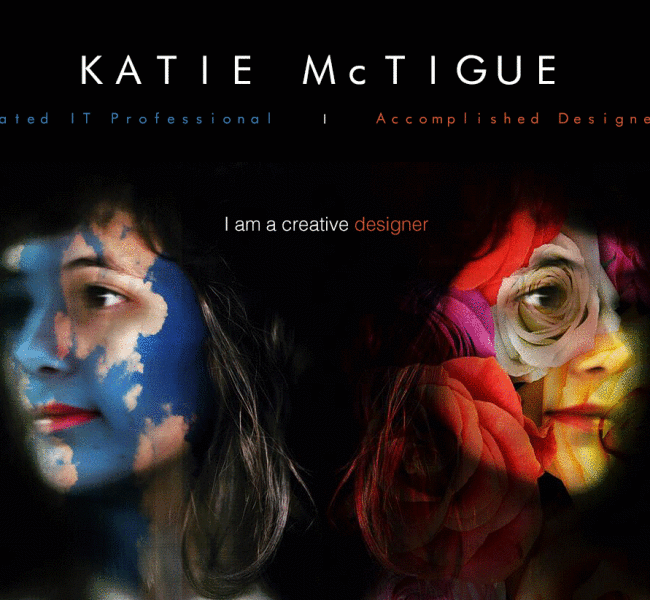 KATIE McTIGUE
ated IT Professional | Accomplished Designe
I am a creative designer